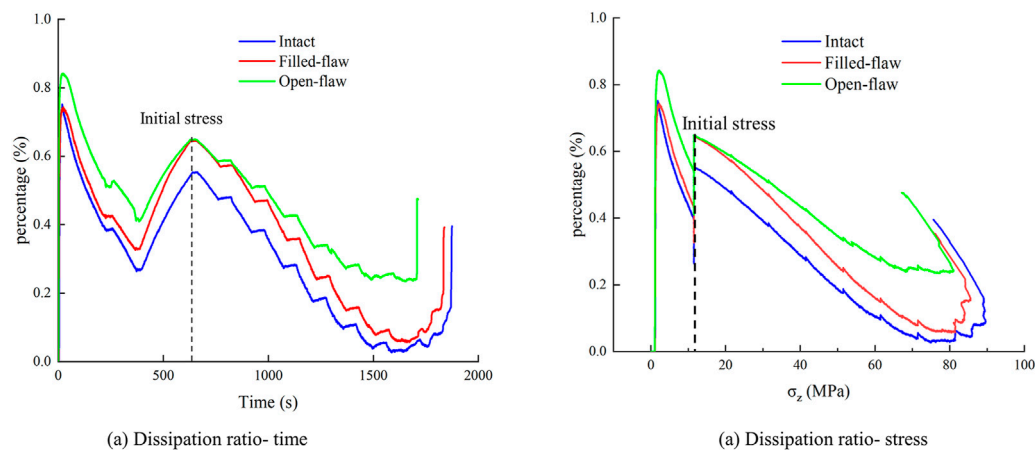 1.0
0.8
0.6
0.4
0.2
0.0
percentage (%)
Intact
Filled-flaw
Open-flaw
Initial stress
0 500 1000 1500 2000
Time (s)
(a) Dissipation ratio- time
1.0
0.8
0.6
0.4
0.2
0.0
percentage (%)
Intact
Filled-flaw
Open-flaw
Initial stress
0 20 40 60 80 100
σz (MPa)
(a) Dissipation ratio- stress